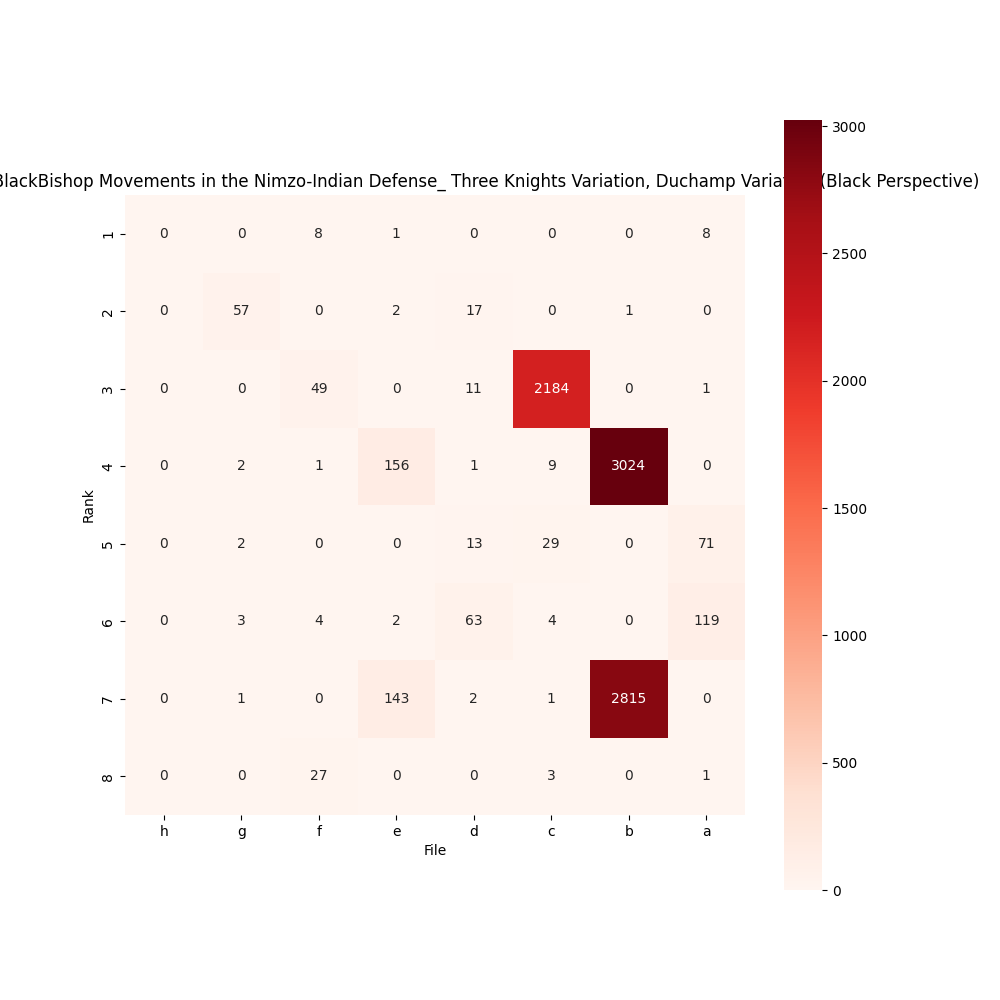 BlackBishop Movements in the Nimzo-Indian Defense_ Three Knights Variation, Duchamp Varia (Black Perspective)
1 0 0 8 1 0 0 0 8
2 0 57 0 2 17 0 1 0
3 0 0 49 0 11 2184 0 1
4 0 2 1 156 1 9 3024 0
5 0 2 0 0 13 29 0 71
6 0 3 4 2 63 4 0 119
7 0 1 0 143 2 1 2815 0
8 0 0 27 0 0 3 0 1
h g f e d c b a
File
Rank
3000
2500
2000
1500
1000
500
0